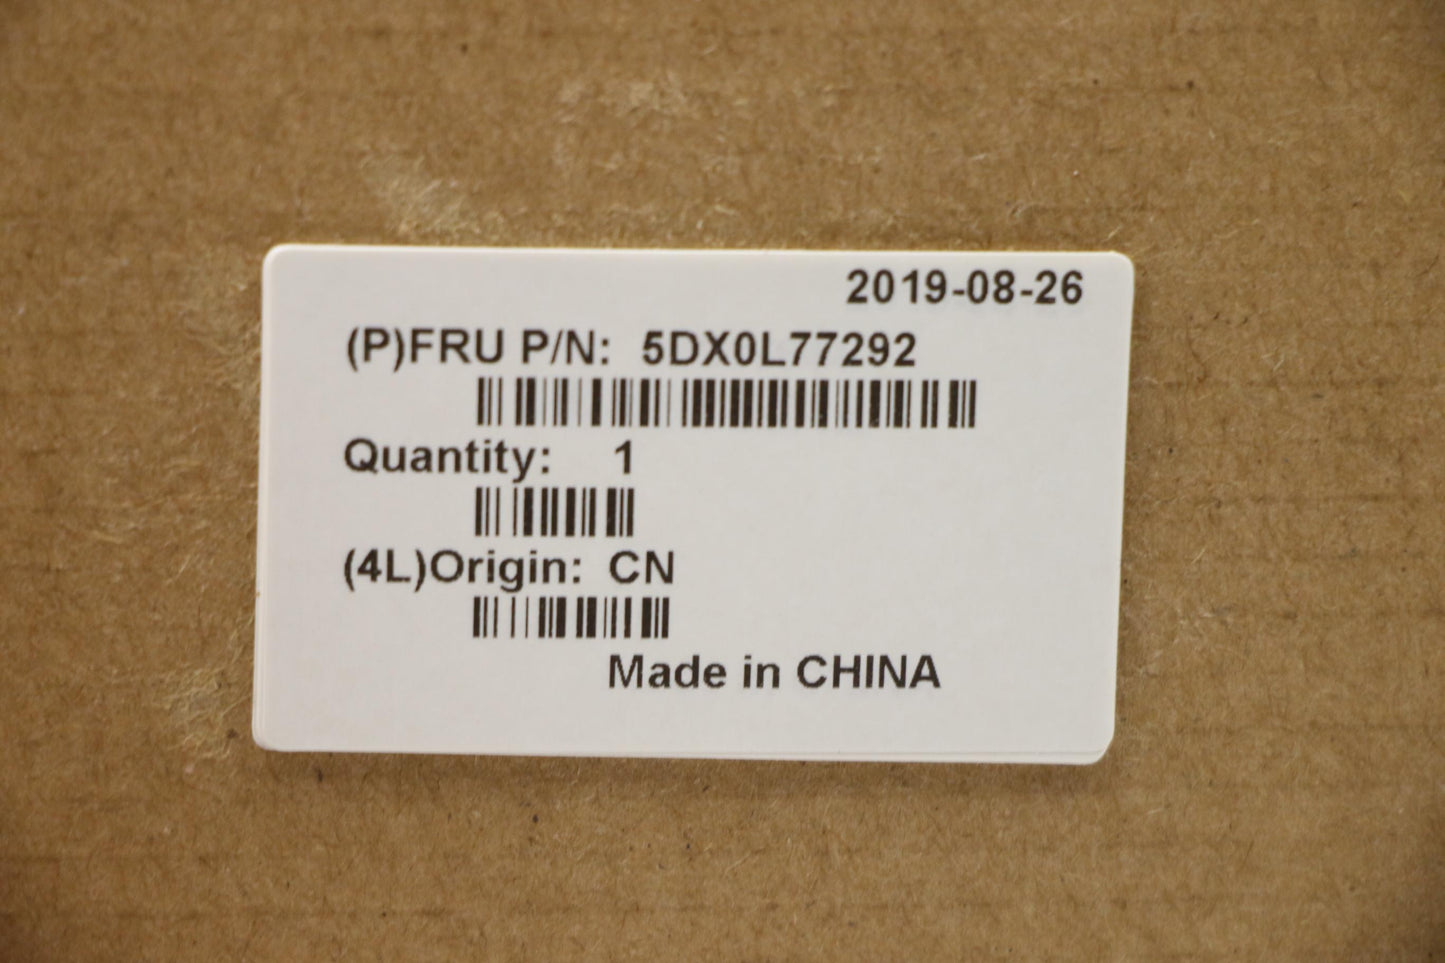 2019-08-26
(P)FRU P/N: 5DX0L77292
Quantity: 1
(4L)Origin: CN
Made in CHINA